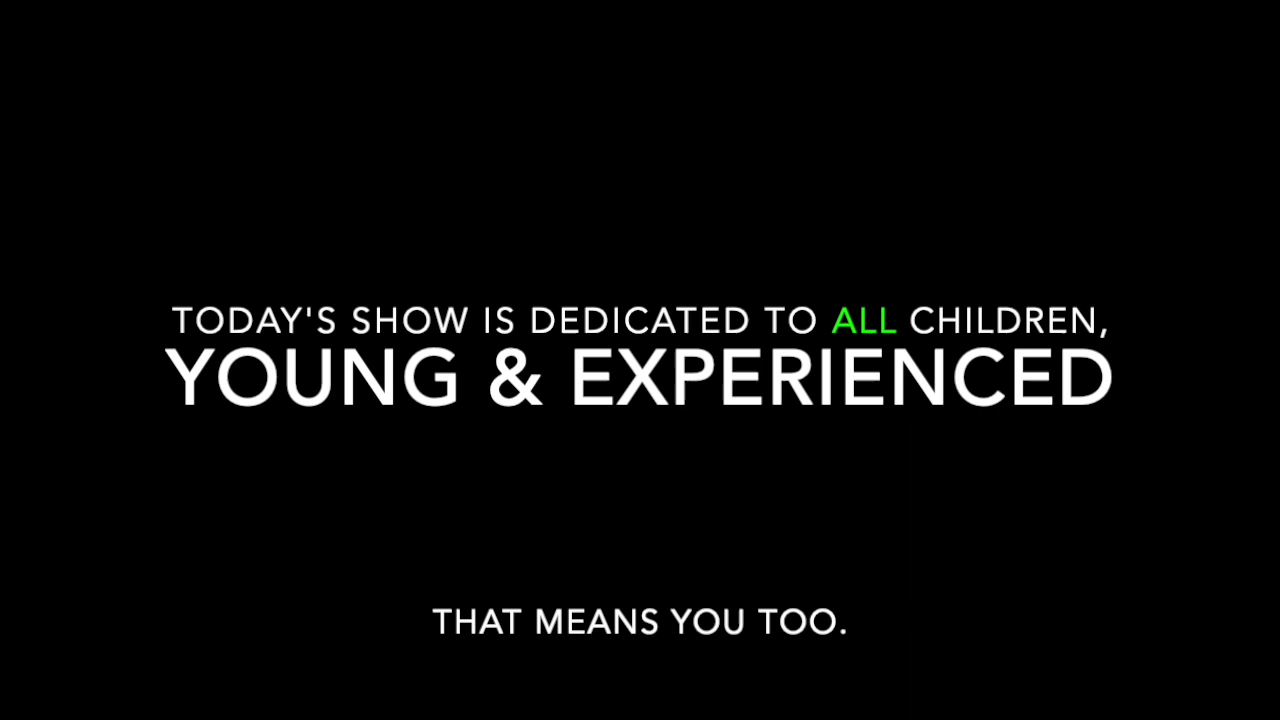 TODAY'S SHOW IS DEDICATED TO ALL CHILDREN,
YOUNG & EXPERIENCED
THAT MEANS YOU TOO.